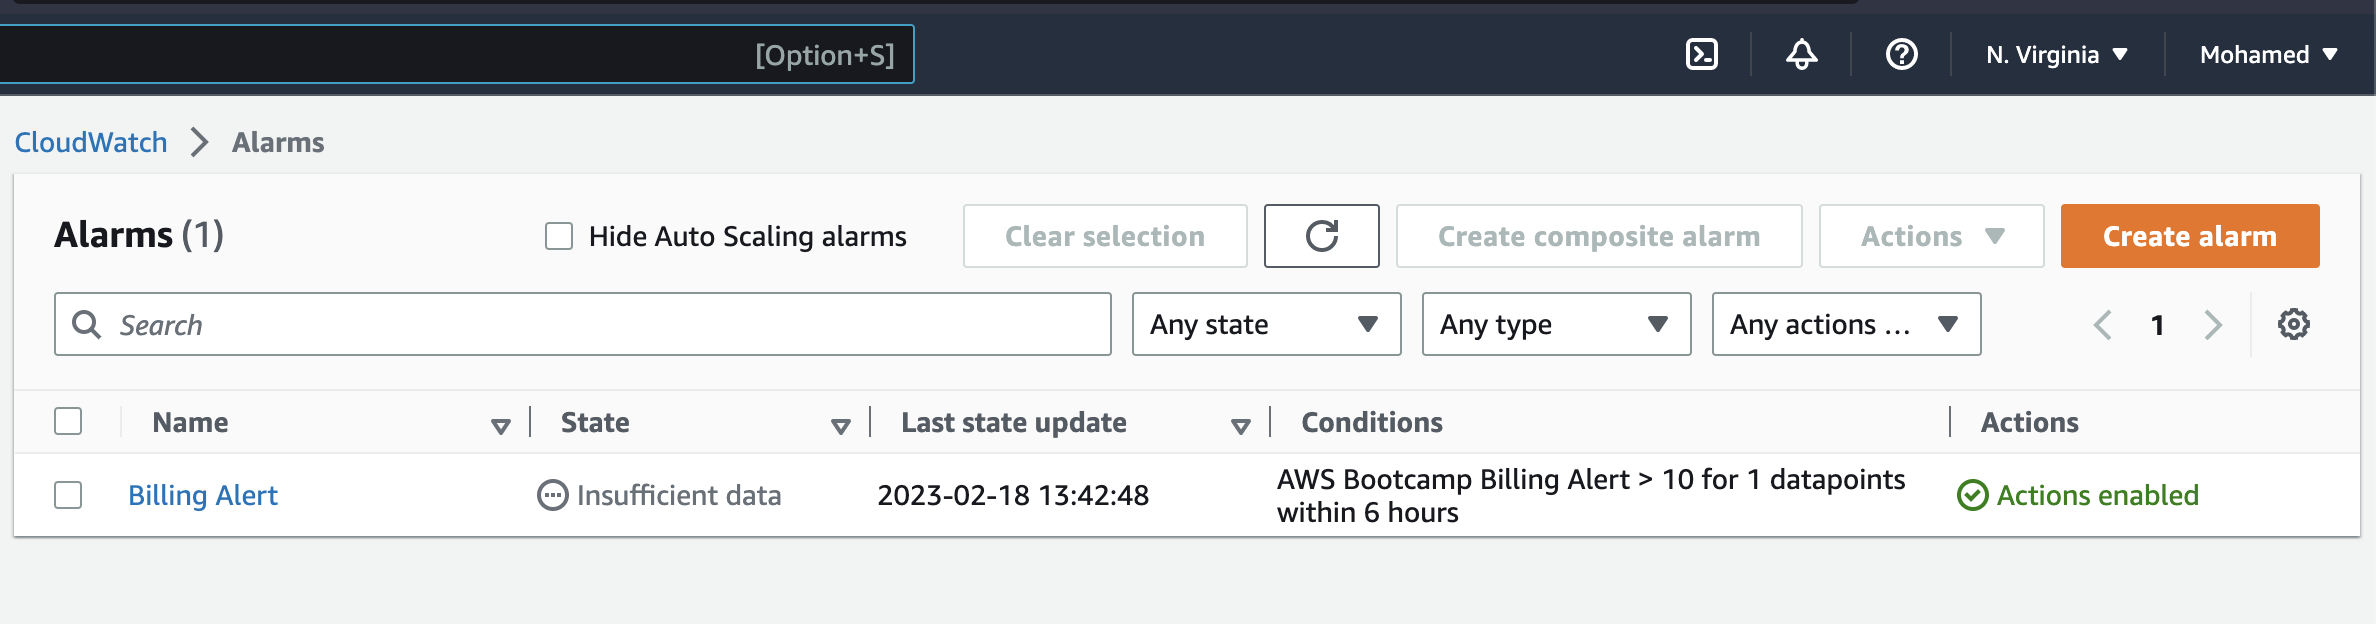 [Option+S]
N. Virginia
Mohamed
CloudWatch
Alarms
Alarms (1)
Hide Auto Scaling alarms
Clear selection
Create composite alarm
Actions
Create alarm
Search
Any state
Any type
Any actions ...
1
Name
State
Last state update
Conditions
Actions
Billing Alert
Insufficient data
2023-02-18 13:42:48
AWS Bootcamp Billing Alert > 10 for 1 datapoints
within 6 hours
Actions enabled